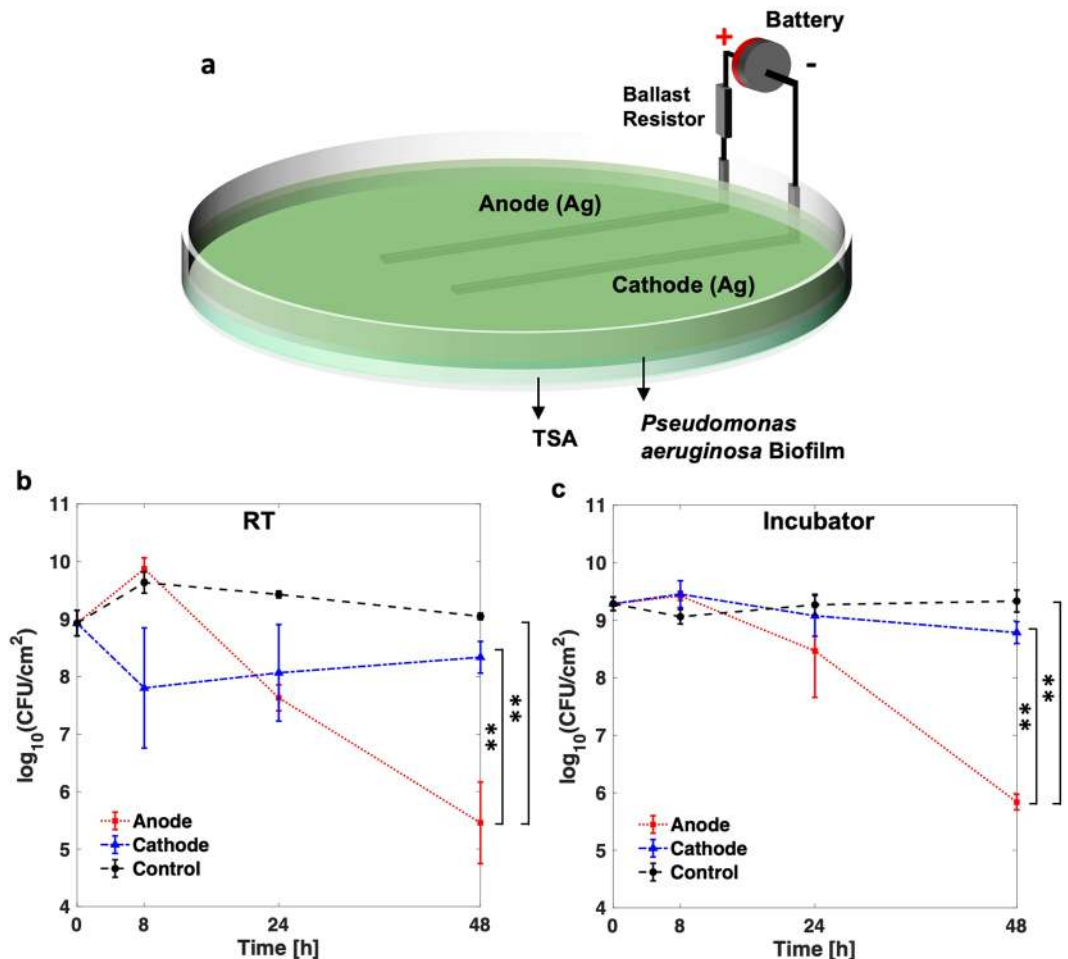 a
Battery
+
-
Ballast
Resistor
Anode (Ag)
Cathode (Ag)
TSA
Pseudomonas
aeruginosa Biofilm
b
RT
11
10
9
8
7
6
5
4
log10(CFU/cm2)
0 8 24 48
Time [h]
Anode
Cathode
Control
**
**
c
Incubator
11
10
9
8
7
6
5
4
log10(CFU/cm2)
0 8 24 48
Time [h]
Anode
Cathode
Control
**
**